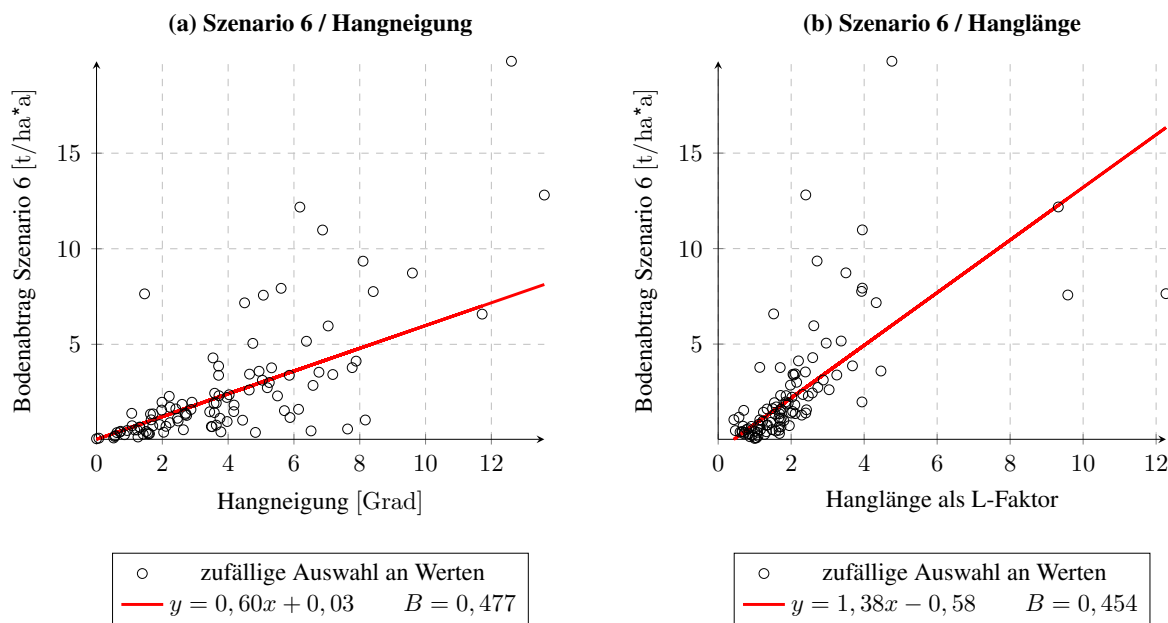 (a) Szenario 6 / Hangneigung
Bodenabtrag Szenario 6 [t/ha*a]
15
10
5
0 2 4 6 8 10 12
Hangneigung [Grad]
zufällige Auswahl an Werten
y = 0, 60x + 0, 03 B = 0, 477
(b) Szenario 6 / Hanglänge
Bodenabtrag Szenario 6 [t/ha*a]
15
10
5
0 2 4 6 8 10 12
Hanglänge als L-Faktor
zufällige Auswahl an Werten
y = 1, 38x − 0, 58 B = 0, 454